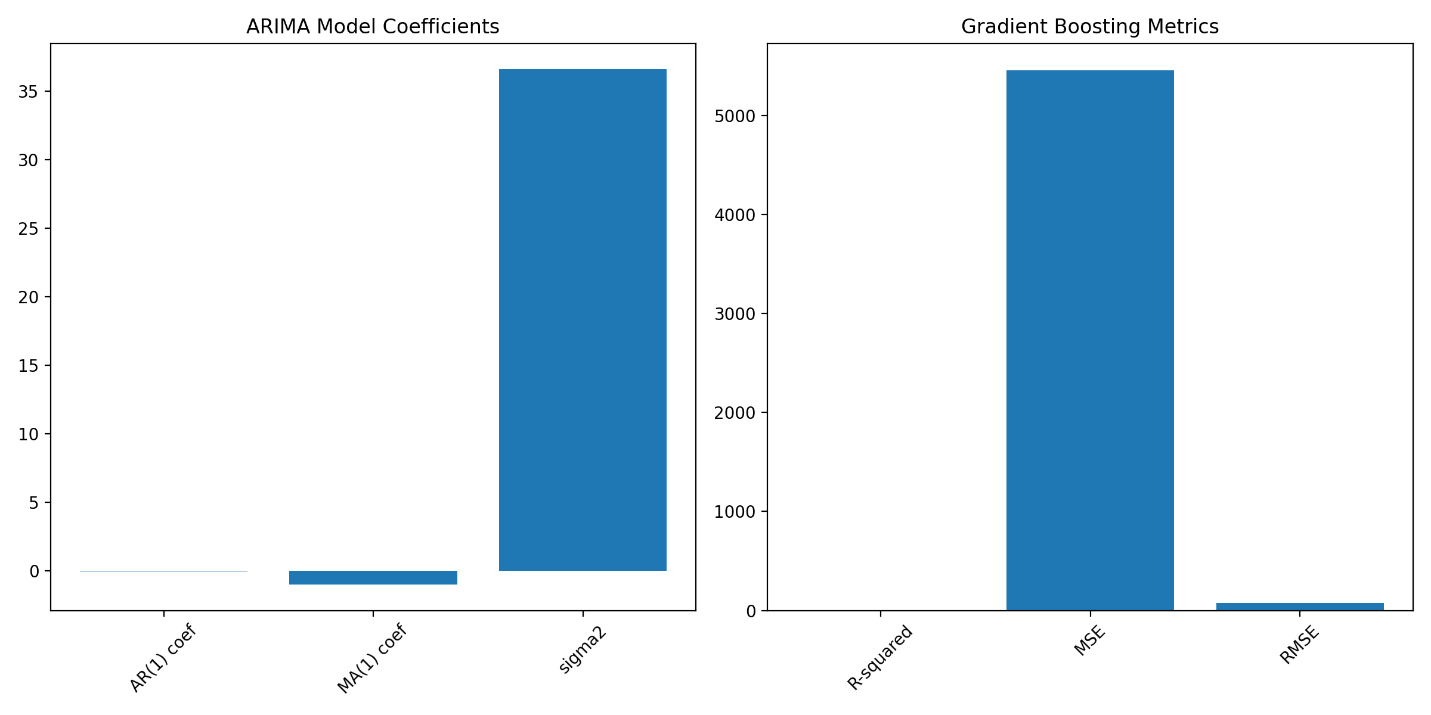 ARIMA Model Coefficients
35
30
25
20
15
10
5
0
AR(1) coef
MA(1) coef
sigma2
Gradient Boosting Metrics
5000
4000
3000
2000
1000
0
R-squared
MSE
RMSE